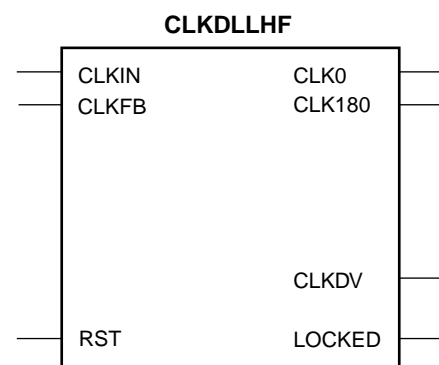 CLKDLLHF
CLKIN CLK0
CLKFB CLK180
CLKDV
RST LOCKED